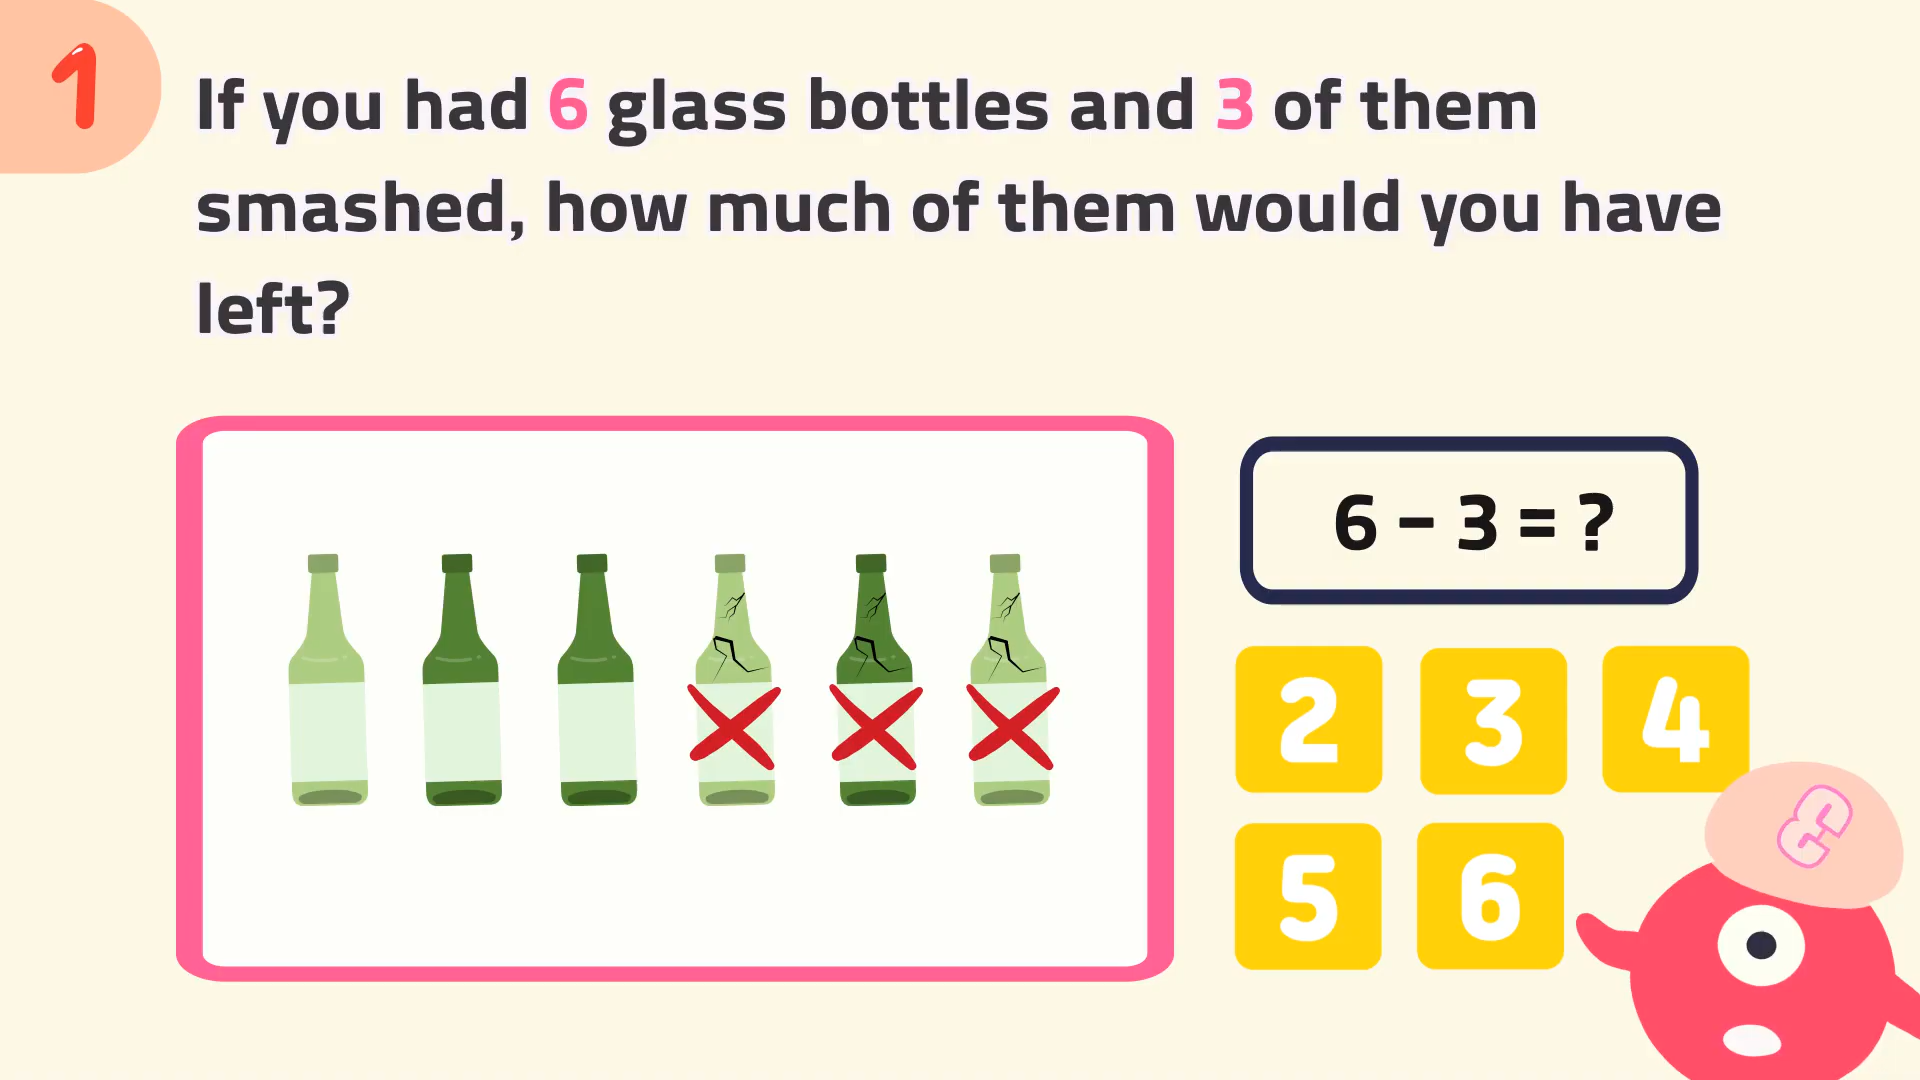 1
If you had 6 glass bottles and 3 of them
smashed, how much of them would you have
left?
6 – 3 = ?
2 3 4
5 6